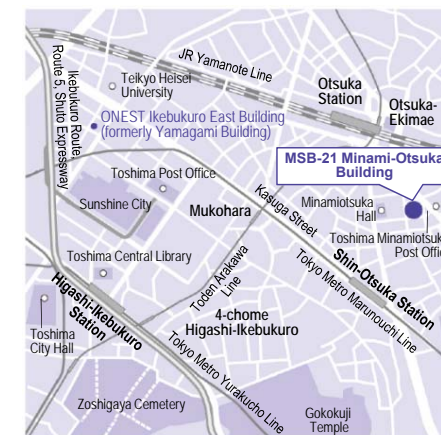 JR Yamanote Line
Ikebukuro Route,
Route 5, Shuto Expressway
Teikyo Heisei
University
Otsuka
Station
Otsuka-
Ekimae
ONEST Ikebukuro East Building
(formerly Yamagami Building)
MSB-21 Minami-Otsuka
Building
Toshima Post Office
Sunshine City
Mukohara
Kasuga Street
Minamiotsuka
Hall
Toshima Minamiotsuk
Post Offic
Toshima Central Library
Toden Arakawa
Line
Shin-Otsuka Station
Tokyo Metro Marunouchi Line
Higashi-Ikebukuro
Station
4-chome
Higashi-Ikebukuro
Toshima
City Hall
Tokyo Metro Yurakucho Line
Zoshigaya Cemetery
Gokokuji
Temple